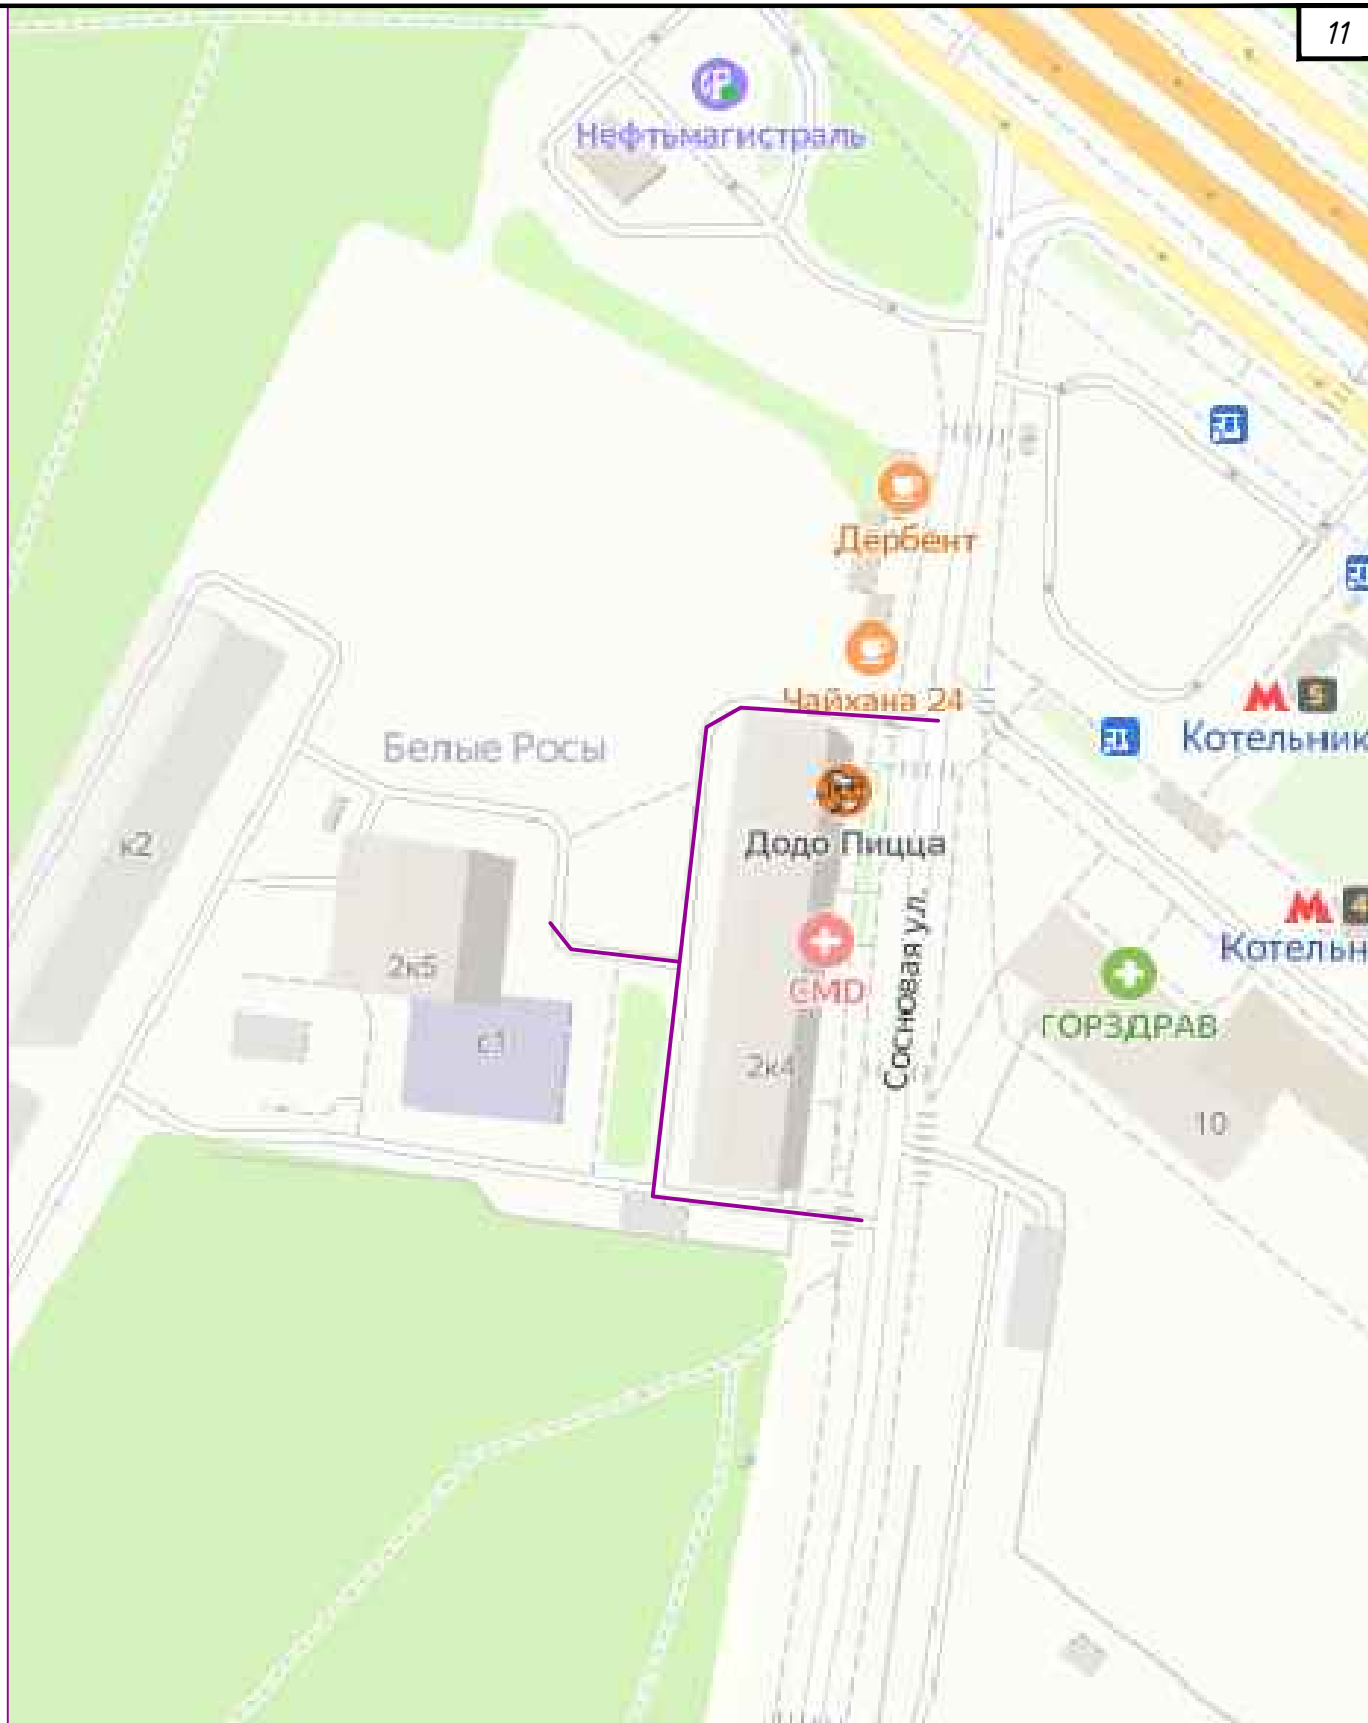 11
Нефтьмагистраль
Дербент
Чайхана 24
Котельник
Белые Росы
к2
Додо Пицца
Котельн
2к5
GMD
ГОРЗДРАВ
Сосновая ул.
с1
2к4
10